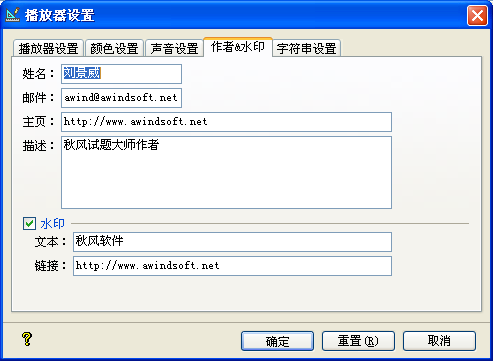 播放器设置
播放器设置 颜色设置 声音设置 作者&水印 字符串设置
姓名： 刘景威
邮件： awind@awindsoft.net
主页： http://www.awindsoft.net
描述： 秋风试题大师作者
水印
文本： 秋风软件
链接： http://www.awindsoft.net
? 确定 重置(R) 取消